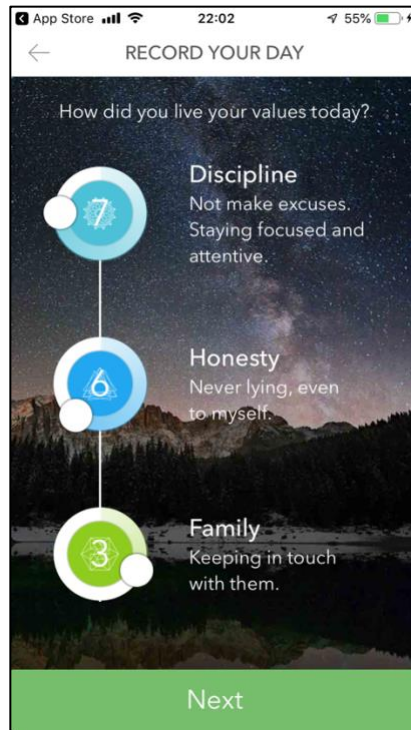 App Store 22:02 55%
RECORD YOUR DAY
How did you live your values today?
7
Discipline
Not make excuses.
Staying focused and
attentive.
6
Honesty
Never lying, even
to myself.
3
Family
Keeping in touch
with them.
Next